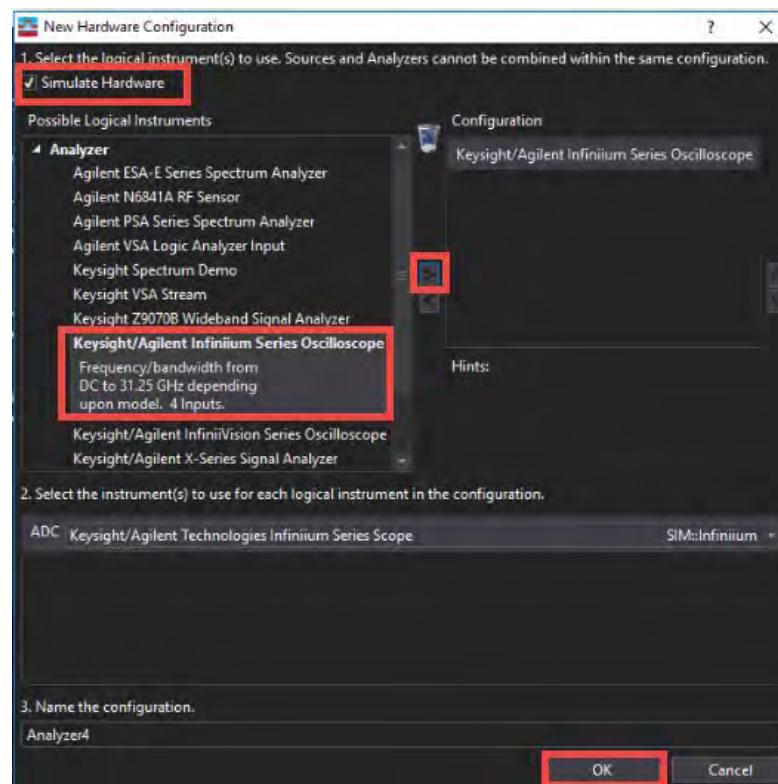 New Hardware Configuration
1. Select the logical instrument(s) to use. Sources and Analyzers cannot be combined within the same configuration.
Simulate Hardware
Possible Logical Instruments
Configuration
Analyzer
Keysight/Agilent Infiniium Series Oscilloscope
Agilent ESA-E Series Spectrum Analyzer
Agilent N6841A RF Sensor
Agilent PSA Series Spectrum Analyzer
Agilent VSA Logic Analyzer Input
Keysight Spectrum Demo
Keysight VSA Stream
Keysight Z9070B Wideband Signal Analyzer
Keysight/Agilent Infiniium Series Oscilloscope
Frequency/bandwidth from
DC to 31.25 GHz depending
upon model. 4 Inputs.
Hints:
Keysight/Agilent InfiniiVision Series Oscilloscope
Keysight/Agilent X-Series Signal Analyzer
2. Select the instrument(s) to use for each logical instrument in the configuration.
ADC Keysight/Agilent Technologies Infiniium Series Scope SIM::Infiniium
3. Name the configuration.
Analyzer4
OK Cancel